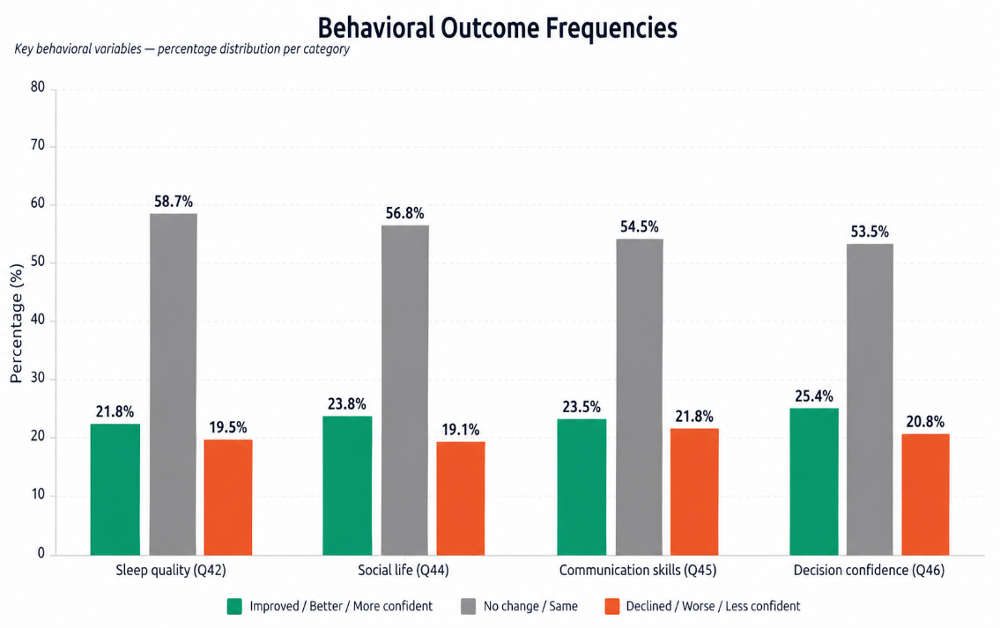 Behavioral Outcome Frequencies
Key behavioral variables — percentage distribution per category
Percentage (%)
80
70
60
50
40
30
20
10
0
21.8%
58.7%
19.5%
23.8%
56.8%
19.1%
23.5%
54.5%
21.8%
25.4%
53.5%
20.8%
Sleep quality (Q42)
Social life (Q44)
Communication skills (Q45)
Decision confidence (Q46)
Improved / Better / More confident
No change / Same
Declined / Worse / Less confident